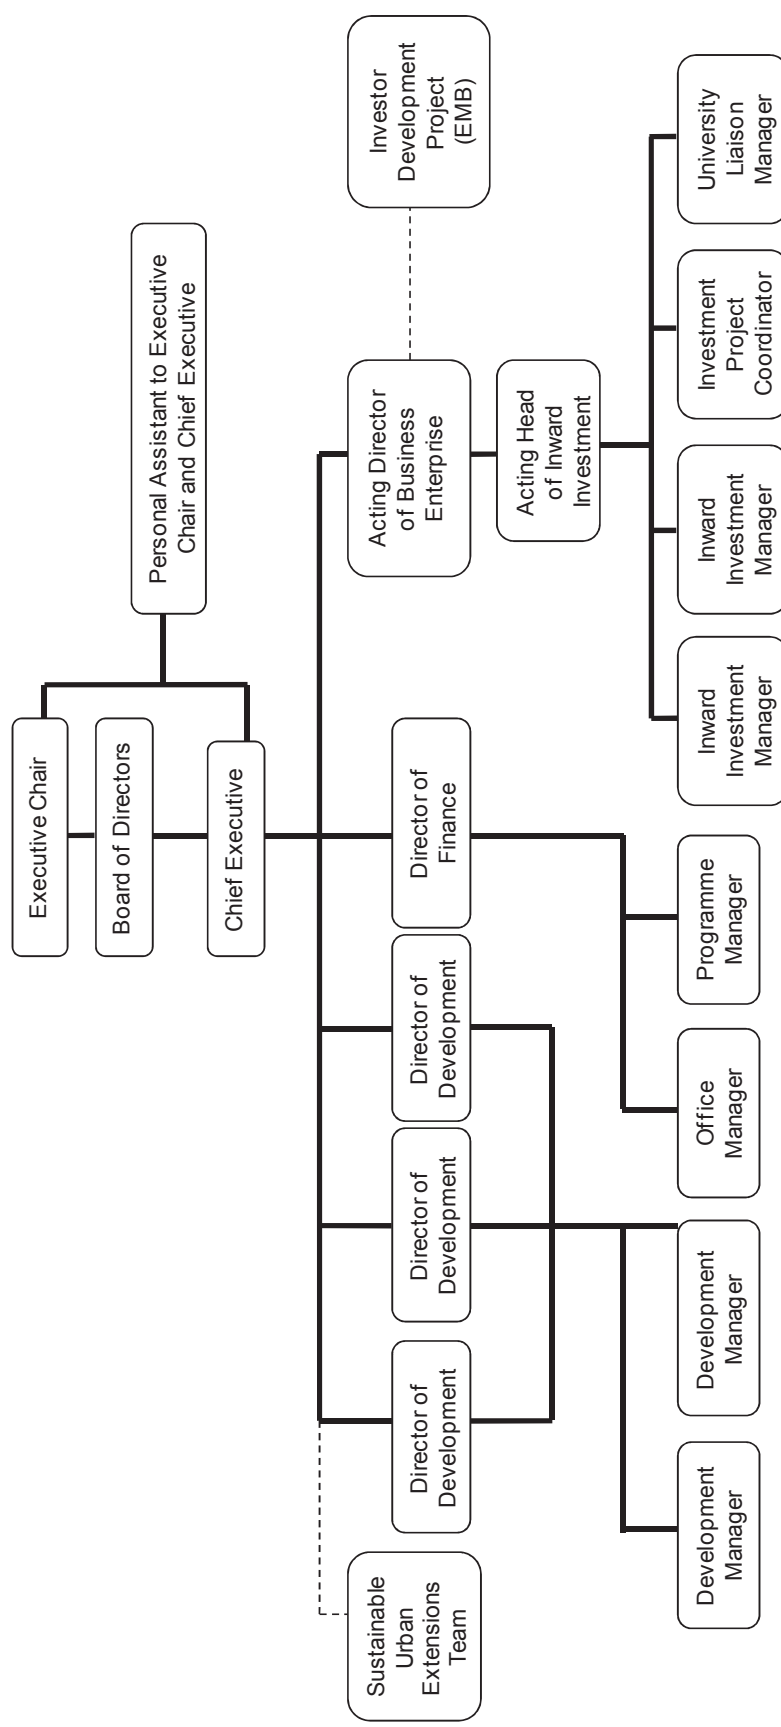 Executive Chair
Personal Assistant to Executive
Chair and Chief Executive
Board of Directors
Chief Executive
Sustainable
Urban
Extensions
Team
Director of
Development
Director of
Development
Director of
Development
Director of
Finance
Acting Director
of Business
Enterprise
Investor
Development
Project
(EMB)
Acting Head
of Inward
Investment
Development
Manager
Development
Manager
Office
Manager
Programme
Manager
Inward
Investment
Manager
Inward
Investment
Manager
Investment
Project
Coordinator
University
Liaison
Manager